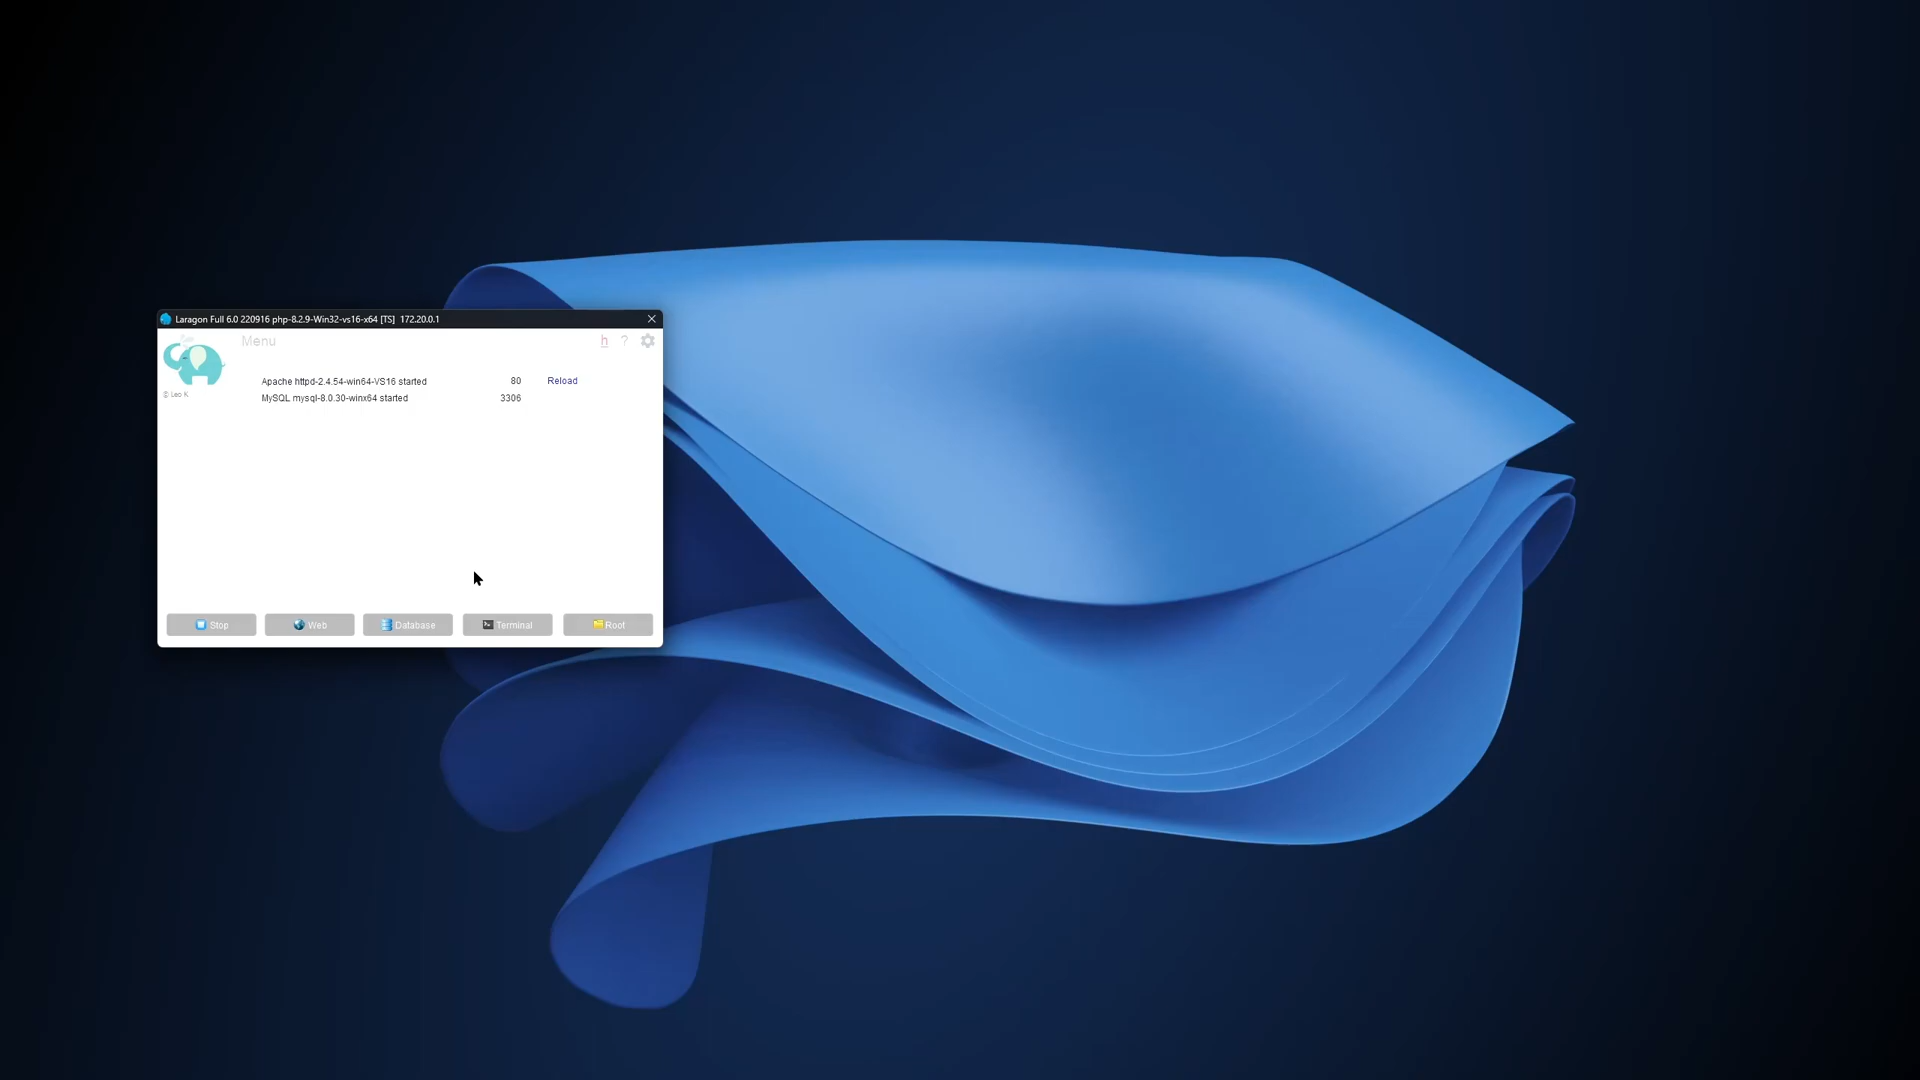 Laragon Full 6.0 220916 php-8.2.9-Win32-vs16-x64 [TS] 172.20.0.1
Menu h ?
© Leo K
Apache httpd-2.4.54-win64-VS16 started 80 Reload
MySQL mysql-8.0.30-winx64 started 3306
Stop Web Database Terminal Root